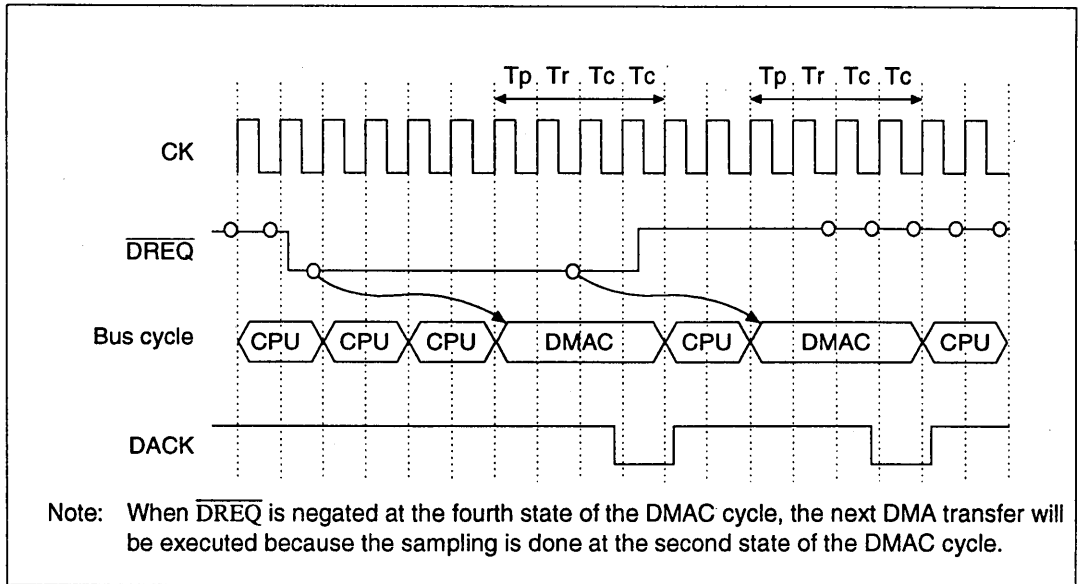 Tp Tr Tc Tc Tp Tr Tc Tc
CK
DREQ
Bus cycle CPU CPU CPU DMAC CPU DMAC CPU
DACK
Note: When DREQ is negated at the fourth state of the DMAC cycle, the next DMA transfer will
be executed because the sampling is done at the second state of the DMAC cycle.